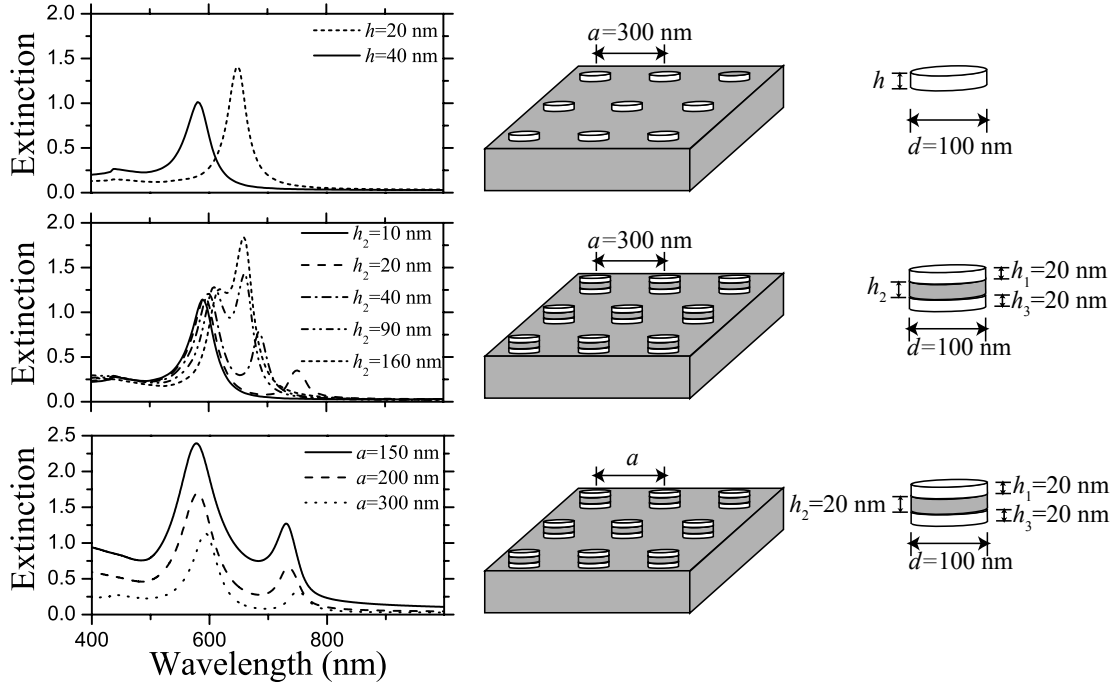 2.0
1.5
1.0
0.5
0.0
Extinction
h=20 nm
h=40 nm
a=300 nm
h
d=100 nm
2.0
1.5
1.0
0.5
0.0
Extinction
h2=10 nm
h2=20 nm
h2=40 nm
h2=90 nm
h2=160 nm
400
600
800
a=300 nm
h2
h1=20 nm
h3=20 nm
d=100 nm
2.5
2.0
1.5
1.0
0.5
0.0
Extinction
a=150 nm
a=200 nm
a=300 nm
400
600
800
Wavelength (nm)
a
h2=20 nm
h1=20 nm
h3=20 nm
d=100 nm